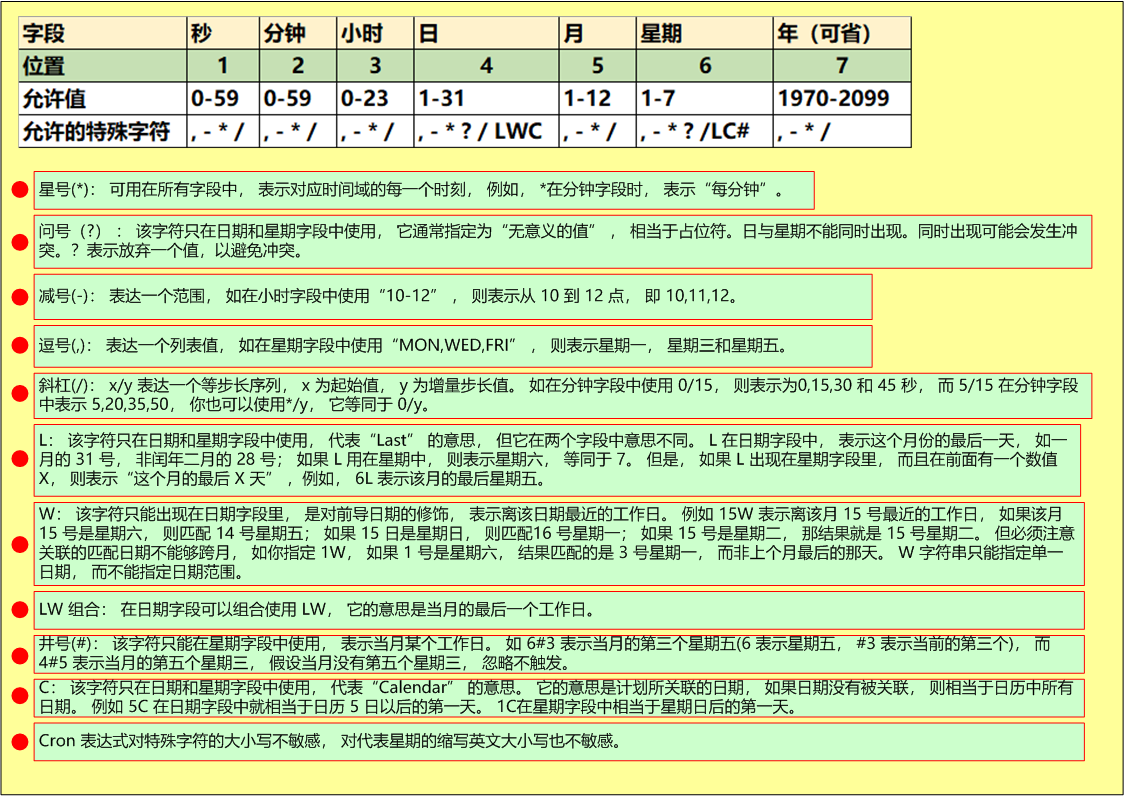 字段 秒 分钟 小时 日 月 星期 年（可省）
位置 1 2 3 4 5 6 7
允许值 0-59 0-59 0-23 1-31 1-12 1-7 1970-2099
允许的特殊字符 , - * / , - * / , - * / , - * ? / LWC , - * / , - * ? /LC# , - * /
星号(*)： 可用在所有字段中， 表示对应时间域的每一个时刻， 例如， *在分钟字段时， 表示“每分钟”。
问号（?）： 该字符只在日期和星期字段中使用， 它通常指定为“无意义的值”， 相当于占位符。日与星期不能同时出现。同时出现可能会发生冲
突。？表示放弃一个值，以避免冲突。
减号(-)： 表达一个范围， 如在小时字段中使用“10-12”， 则表示从 10 到 12 点， 即 10,11,12。
逗号(,)： 表达一个列表值， 如在星期字段中使用“MON,WED,FRI”， 则表示星期一， 星期三和星期五。
斜杠(/)： x/y 表达一个等步长序列， x 为起始值， y 为增量步长值。 如在分钟字段中使用 0/15， 则表示为0,15,30 和 45 秒， 而 5/15 在分钟字段
中表示 5,20,35,50， 你也可以使用*/y， 它等同于 0/y。
L： 该字符只在日期和星期字段中使用， 代表“Last”的意思， 但它在两个字段中意思不同。 L 在日期字段中， 表示这个月份的最后一天， 如一
月的 31 号， 非闰年二月的 28 号； 如果 L 用在星期中， 则表示星期六， 等同于 7。 但是， 如果 L 出现在星期字段里， 而且在前面有一个数值
X， 则表示“这个月的最后 X 天”，例如， 6L 表示该月的最后星期五。
W： 该字符只能出现在日期字段里， 是对前导日期的修饰， 表示离该日期最近的工作日。 例如 15W 表示离该月 15 号最近的工作日， 如果该月
15 号是星期六， 则匹配 14 号星期五； 如果 15 日是星期日， 则匹配16 号星期一； 如果 15 号是星期二， 那结果就是 15 号星期二。 但必须注意
关联的匹配日期不能够跨月， 如你指定 1W， 如果 1 号是星期六， 结果匹配的是 3 号星期一， 而非上个月最后的那天。 W 字符串只能指定单一
日期， 而不能指定日期范围。
LW 组合： 在日期字段可以组合使用 LW， 它的意思是当月的最后一个工作日。
井号(#)： 该字符只能在星期字段中使用， 表示当月某个工作日。 如 6#3 表示当月的第三个星期五(6 表示星期五， #3 表示当前的第三个)， 而
4#5 表示当月的第五个星期三， 假设当月没有第五个星期三， 忽略不触发。
C： 该字符只在日期和星期字段中使用， 代表“Calendar”的意思。 它的意思是计划所关联的日期， 如果日期没有被关联， 则相当于日历中所有
日期。 例如 5C 在日期字段中就相当于日历 5 日以后的第一天。 1C在星期字段中相当于星期日后的第一天。
Cron 表达式对特殊字符的大小写不敏感， 对代表星期的缩写英文大小写也不敏感。